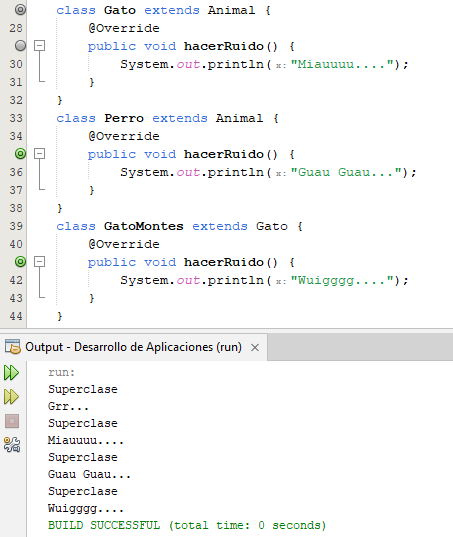 class Gato extends Animal {
28 @Override
public void hacerRuido() {
30 System.out.println(x:"Miauuuu....");
31 }
32 }
33 class Perro extends Animal {
34 @Override
public void hacerRuido() {
36 System.out.println(x:"Guau Guau...");
37 }
38 }
39 class GatoMontes extends Gato {
40 @Override
public void hacerRuido() {
42 System.out.println(x:"Wuigggg....");
43 }
44 }
Output - Desarrollo de Aplicaciones (run) ×
run:
Superclase
Grr...
Superclase
Miauuuu....
Superclase
Guau Guau...
Superclase
Wuigggg....
BUILD SUCCESSFUL (total time: 0 seconds)